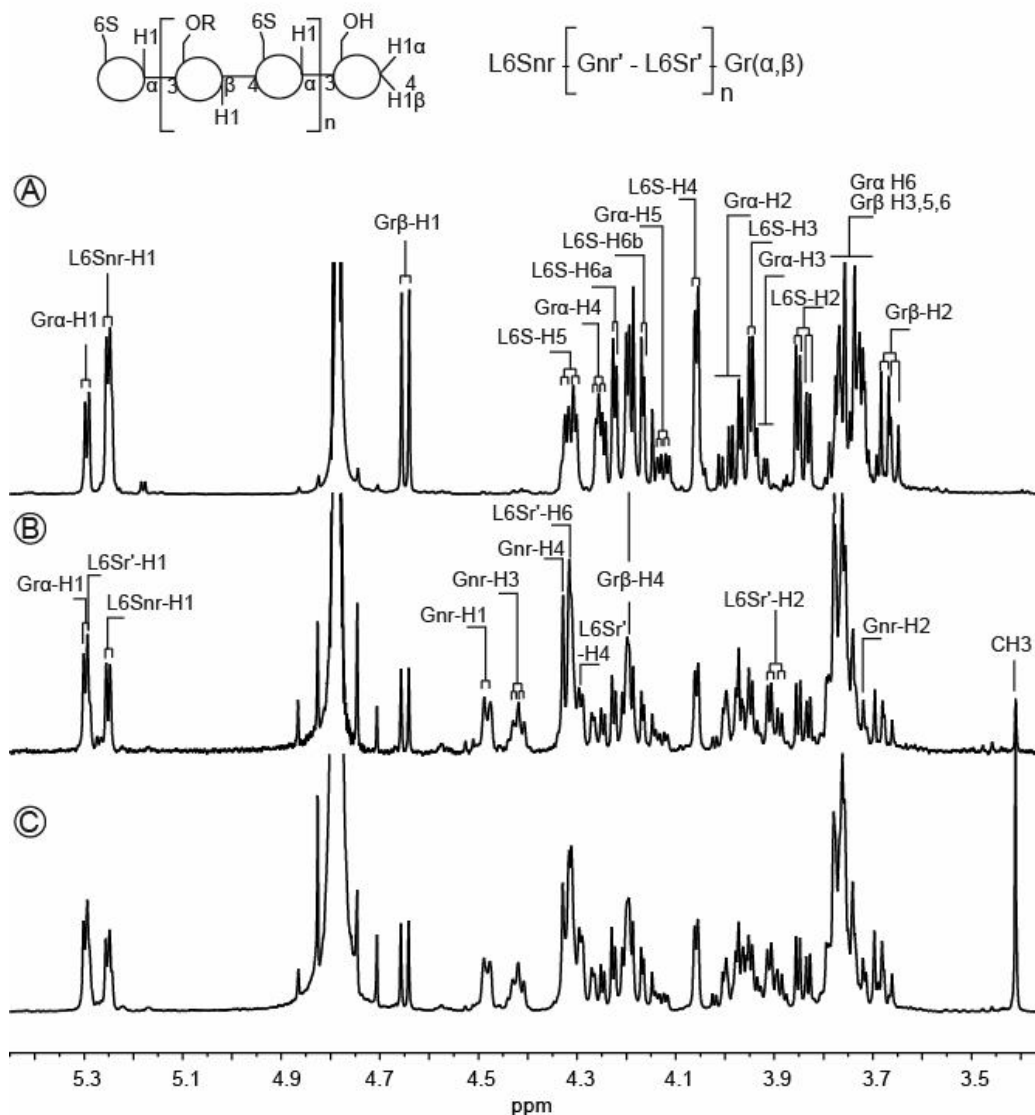 6S H1 OR 6S H1 OH H1α
α 3 β 4 α 3 4
H1 n H1β
L6Snr [ Gnr' - L6Sr' ] n Gr(α,β)
A
Grα-H1
L6Snr-H1
Grβ-H1
L6S-H5
Grα-H4
L6S-H6a
L6S-H6b
Grα-H5
L6S-H4
Grα-H2
L6S-H3
Grα-H3
L6S-H2
Grα H6
Grβ H3,5,6
Grβ-H2
B
Grα-H1
L6Sr'-H1
L6Snr-H1
Gnr-H1
Gnr-H3
Gnr-H4
L6Sr'-H6
L6Sr'
-H4
Grβ-H4
L6Sr'-H2
Gnr-H2
CH3
C
5.3 5.1 4.9 4.7 4.5 4.3 4.1 3.9 3.7 3.5
ppm